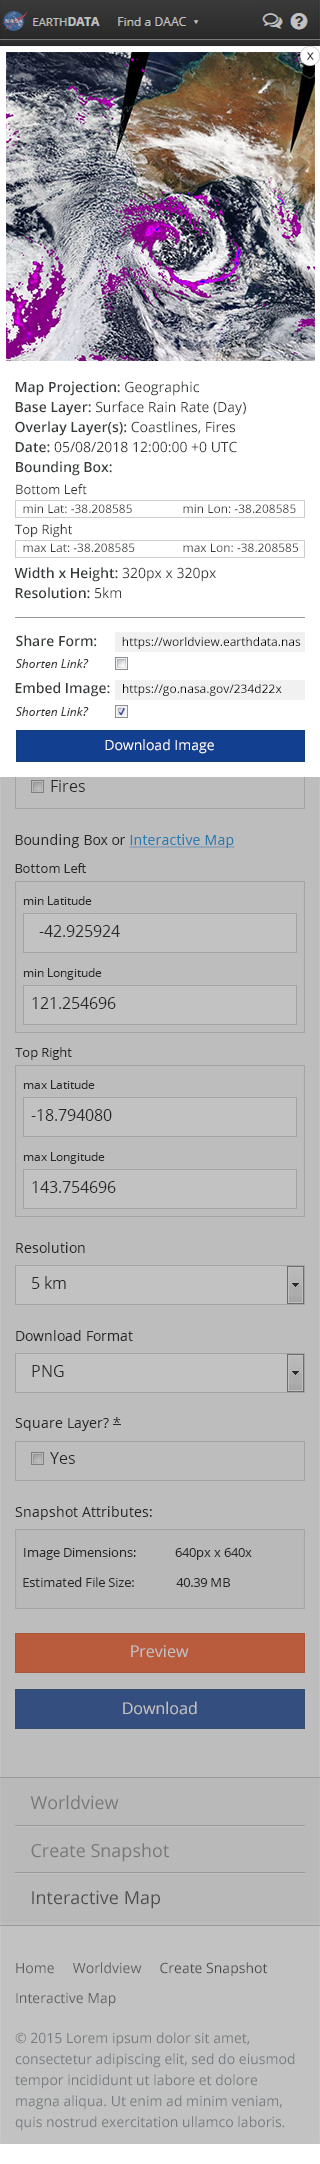 NASA EARTHDATA Find a DAAC ▾ ?
X
Map Projection: Geographic
Base Layer: Surface Rain Rate (Day)
Overlay Layer(s): Coastlines, Fires
Date: 05/08/2018 12:00:00 +0 UTC
Bounding Box:
Bottom Left
min Lat: -38.208585 min Lon: -38.208585
Top Right
max Lat: -38.208585 max Lon: -38.208585
Width x Height: 320px x 320px
Resolution: 5km
Share Form: https://worldview.earthdata.nas
Shorten Link?
Embed Image: https://go.nasa.gov/234d22x
Shorten Link?
Download Image
Fires
Bounding Box or Interactive Map
Bottom Left
min Latitude
-42.925924
min Longitude
121.254696
Top Right
max Latitude
-18.794080
max Longitude
143.754696
Resolution
5 km
Download Format
PNG
Square Layer? *
Yes
Snapshot Attributes:
Image Dimensions: 640px x 640x
Estimated File Size: 40.39 MB
Preview
Download
Worldview
Create Snapshot
Interactive Map
Home Worldview Create Snapshot
Interactive Map
© 2015 Lorem ipsum dolor sit amet,
consectetur adipiscing elit, sed do eiusmod
tempor incididunt ut labore et dolore
magna aliqua. Ut enim ad minim veniam,
quis nostrud exercitation ullamco laboris.